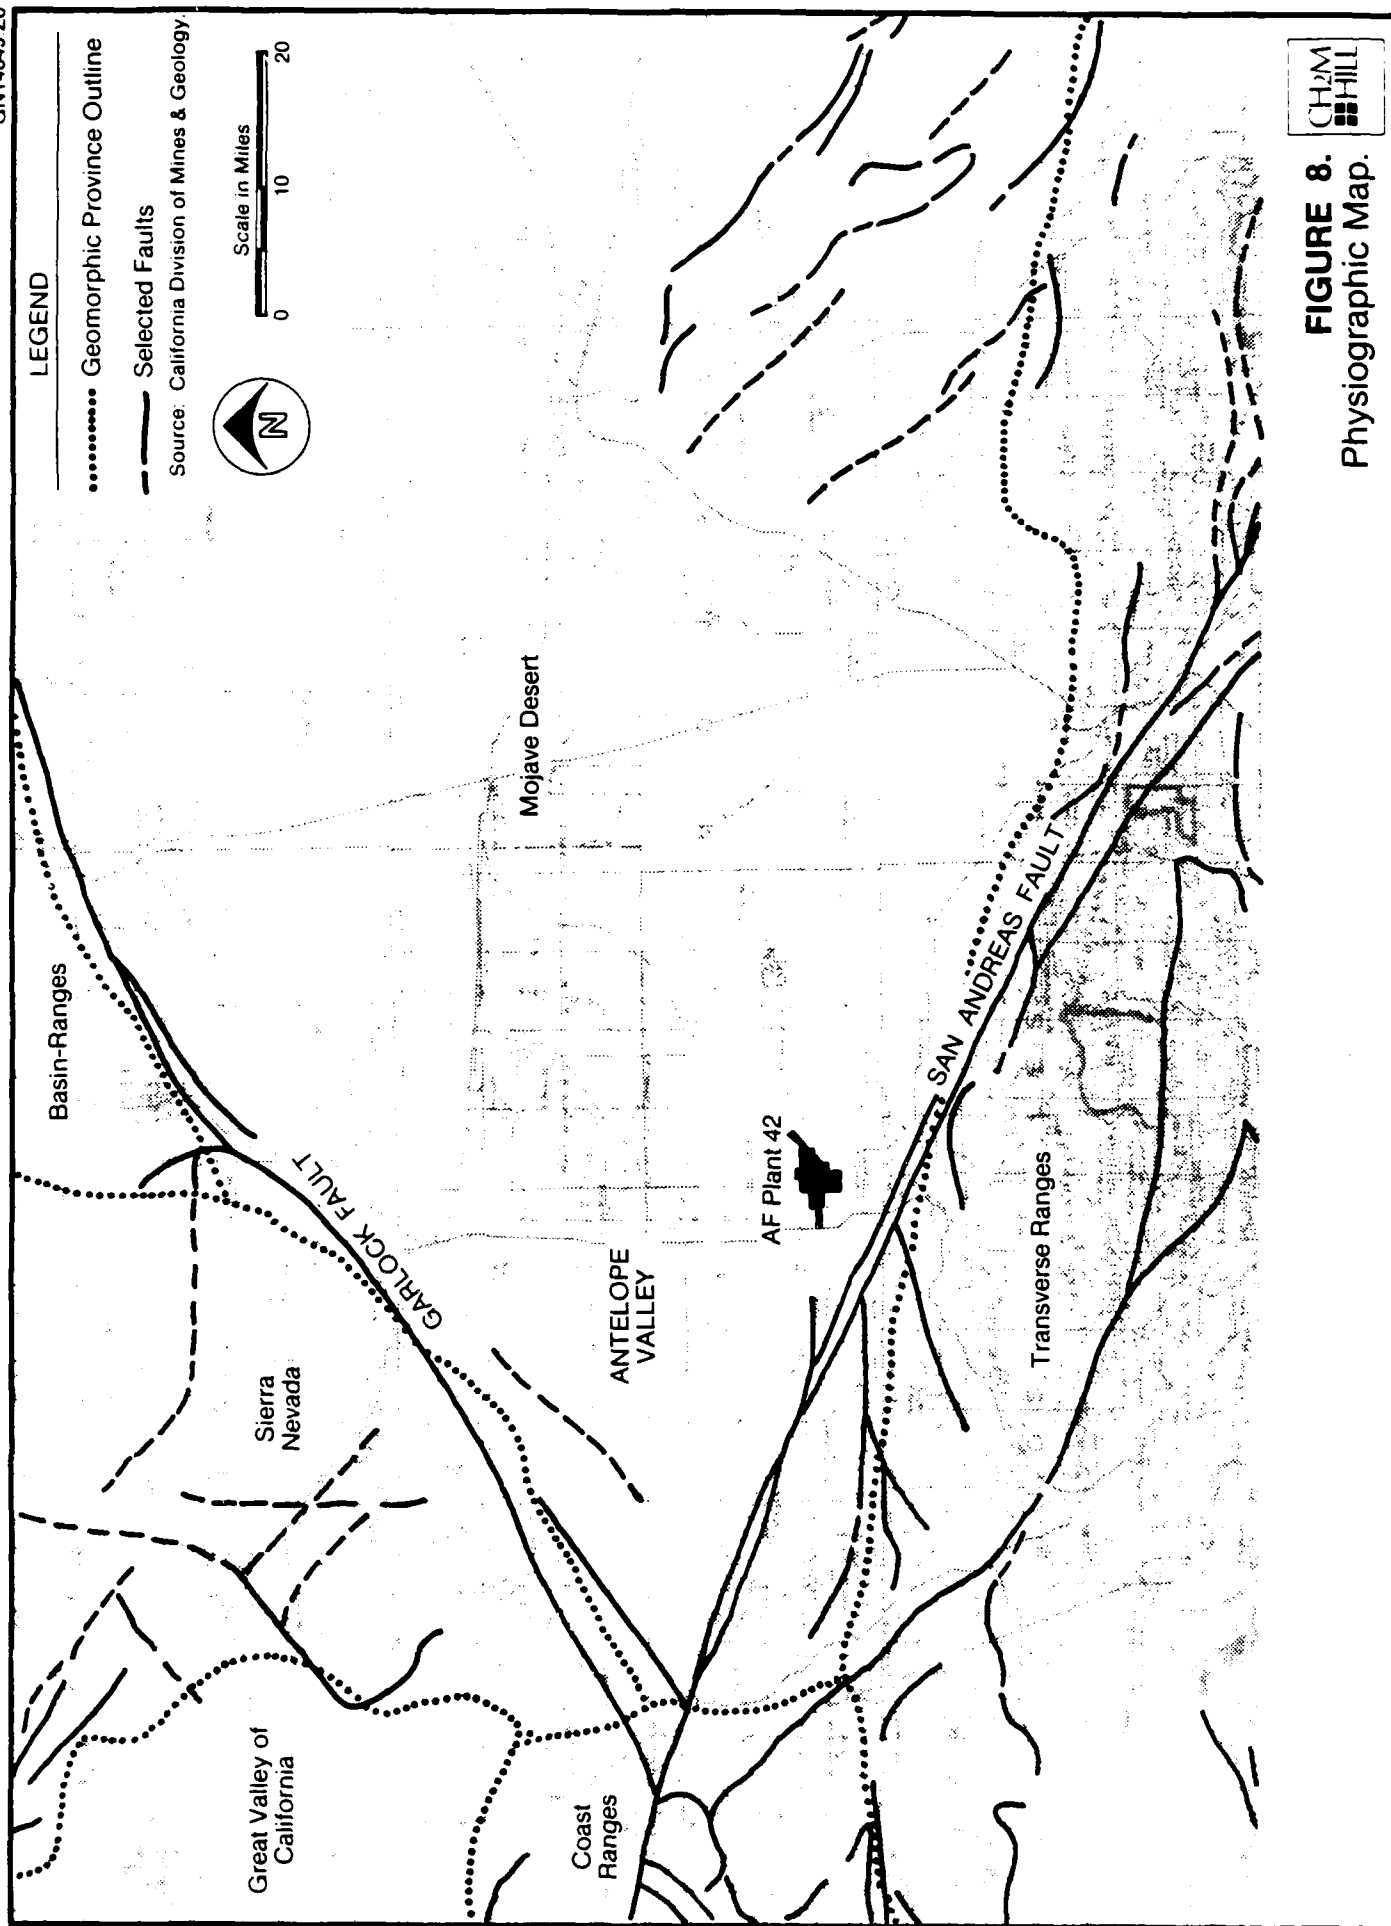 LEGEND
Geomorphic Province Outline
Selected Faults
Source: California Division of Mines & Geology.
Scale in Miles
0 10 20
N
Basin-Ranges
Sierra
Nevada
Great Valley of
California
GARLOCK FAULT
Mojave Desert
ANTELOPE
VALLEY
Coast
Ranges
AF Plant 42
SAN ANDREAS FAULT
Transverse Ranges
FIGURE 8.
Physiographic Map.
CH2M
HILL